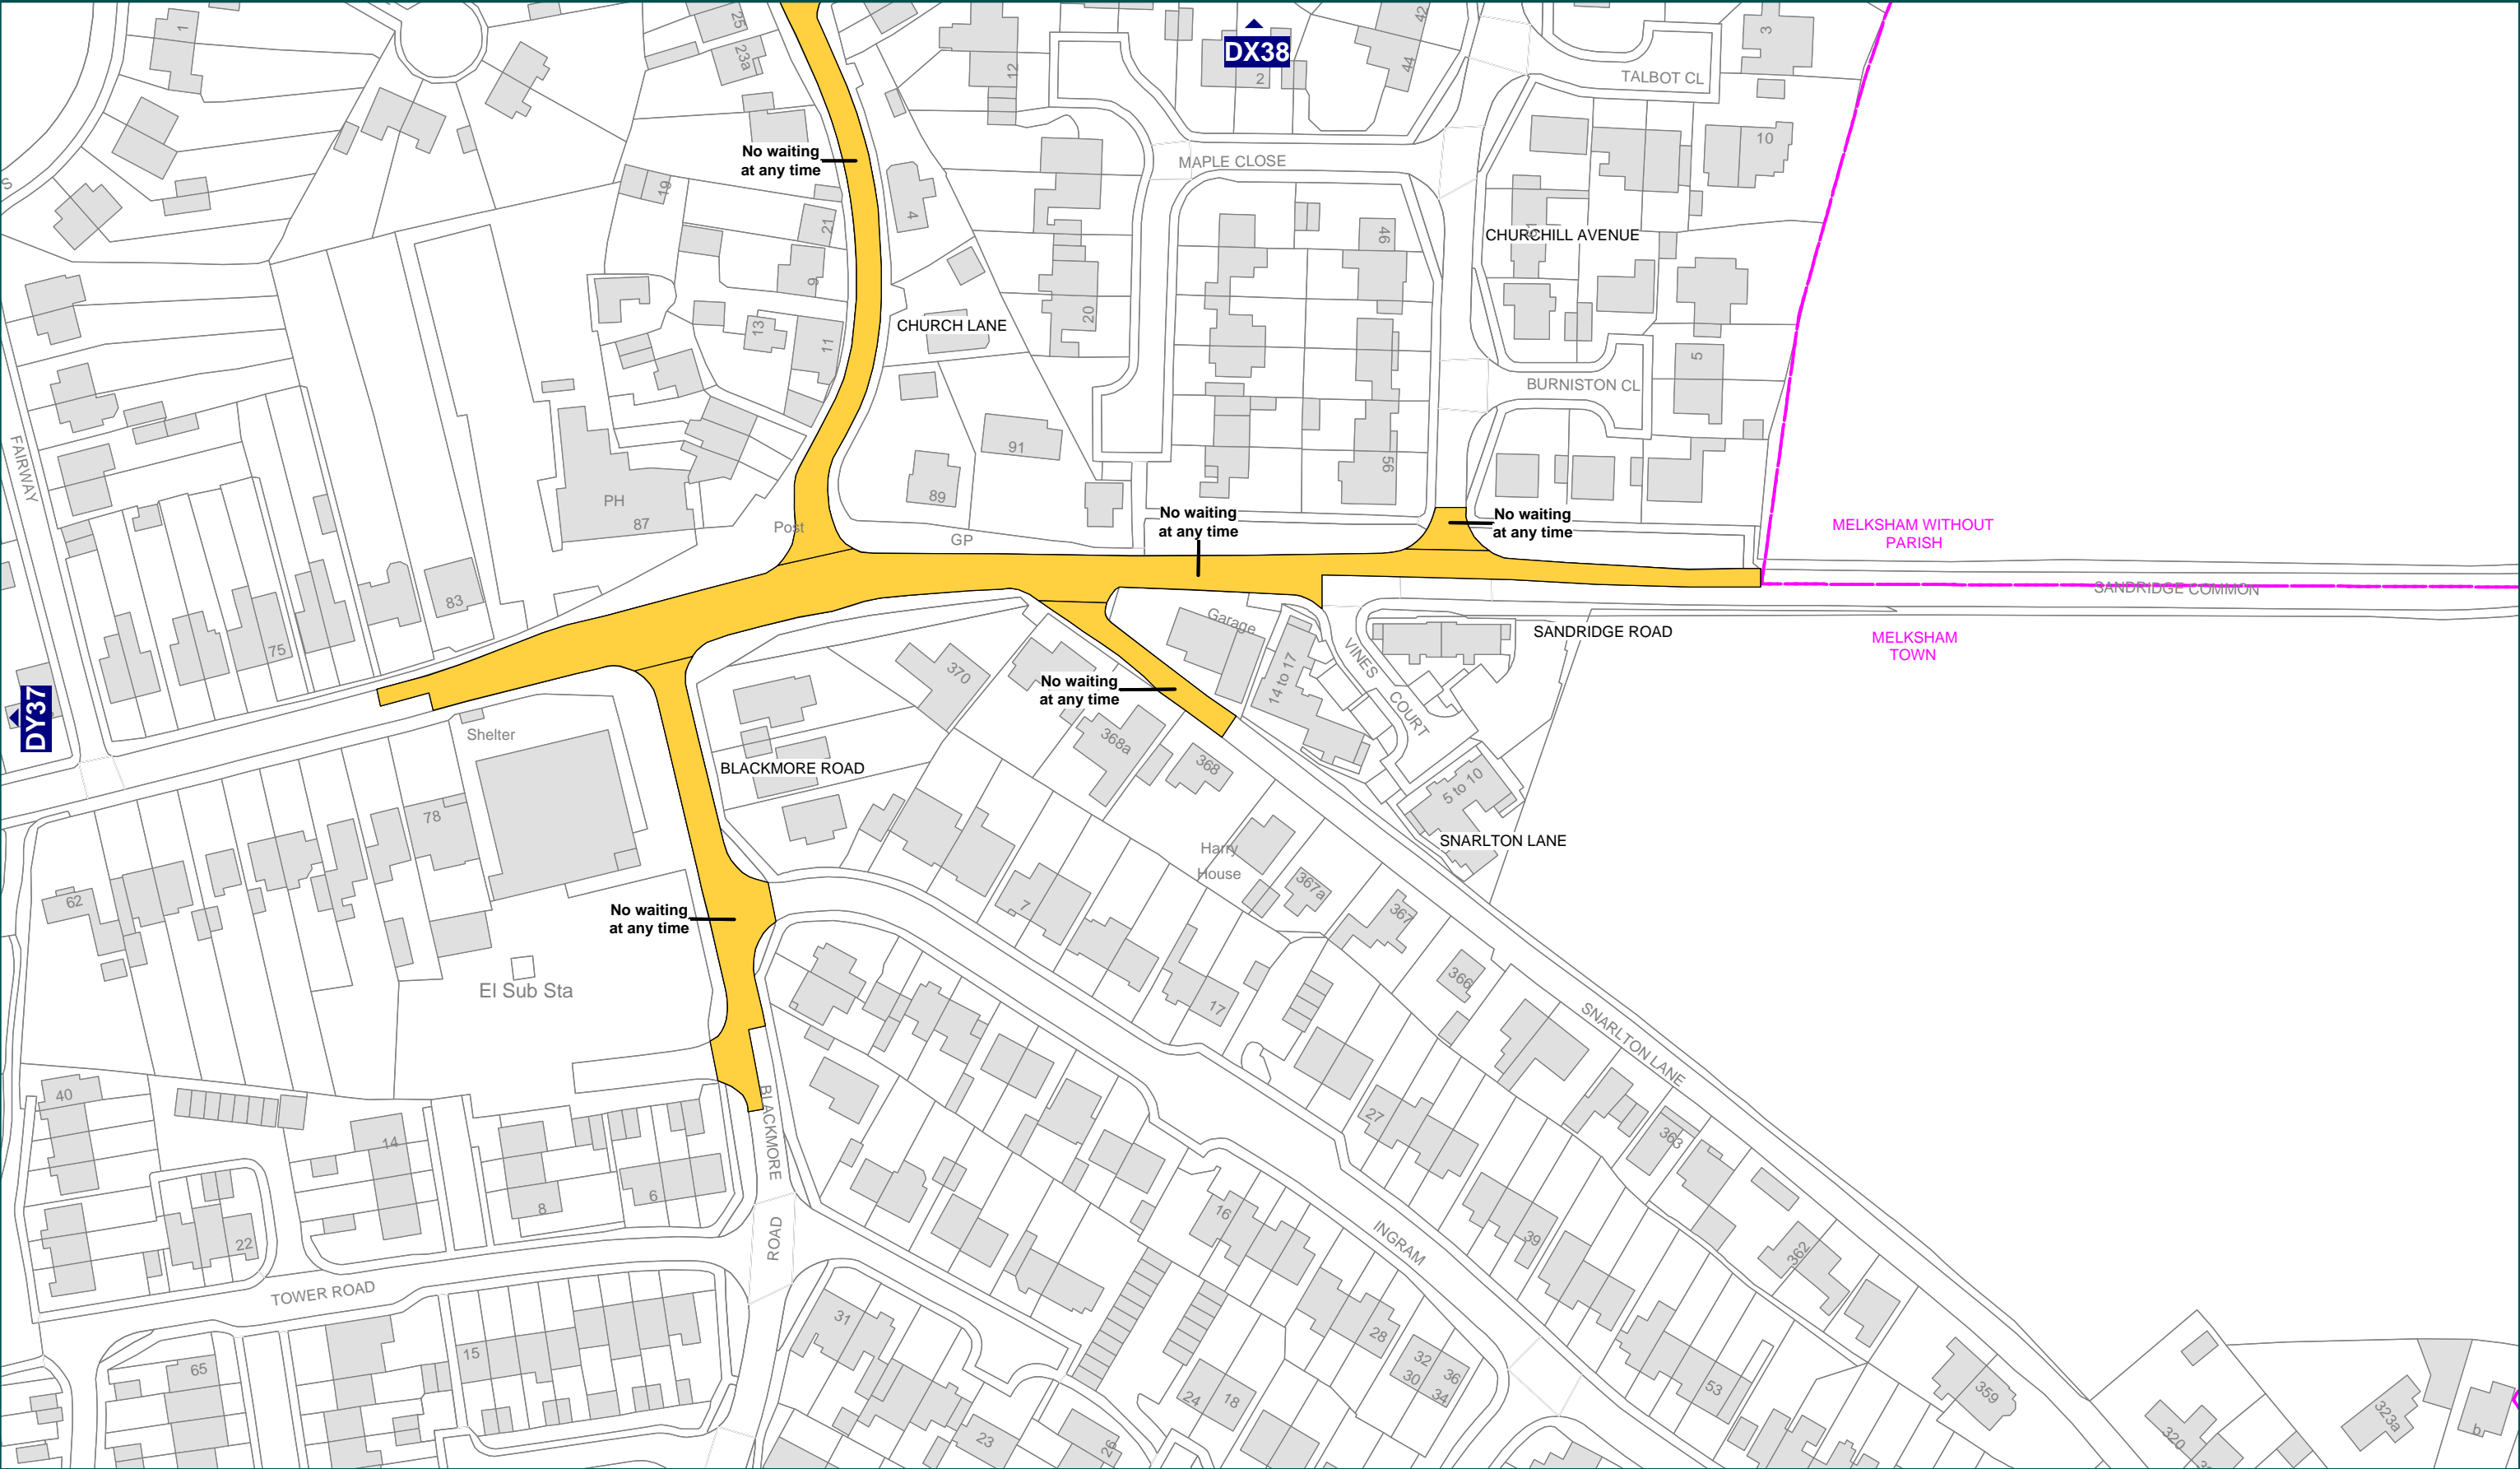 1
25
23a
12
DX38
2
42
44
TALBOT CL
3
No waiting
at any time
MAPLE CLOSE
10
19
21
4
46
CHURCHILL AVENUE
9
13
11
CHURCH LANE
20
BURNISTON CL
5
FAIRWAY
91
56
PH
87
89
Post
GP
No waiting
at any time
No waiting
at any time
MELKSHAM WITHOUT
PARISH
SANDRIDGE COMMON
83
75
Garage
SANDRIDGE ROAD
MELKSHAM
TOWN
VINES
COURT
14 to 17
370
No waiting
at any time
DY37
Shelter
368a
368
BLACKMORE ROAD
5 to 10
78
SNARLTON LANE
Harry
House
62
7
367a
367
No waiting
at any time
366
El Sub Sta
17
SNARLTON LANE
40
14
27
363
BLACKMORE
ROAD
8
6
22
16
39
INGRAM
362
TOWER ROAD
31
28
15
65
32
36
30
34
24
18
53
359
23
26
323a
320
b